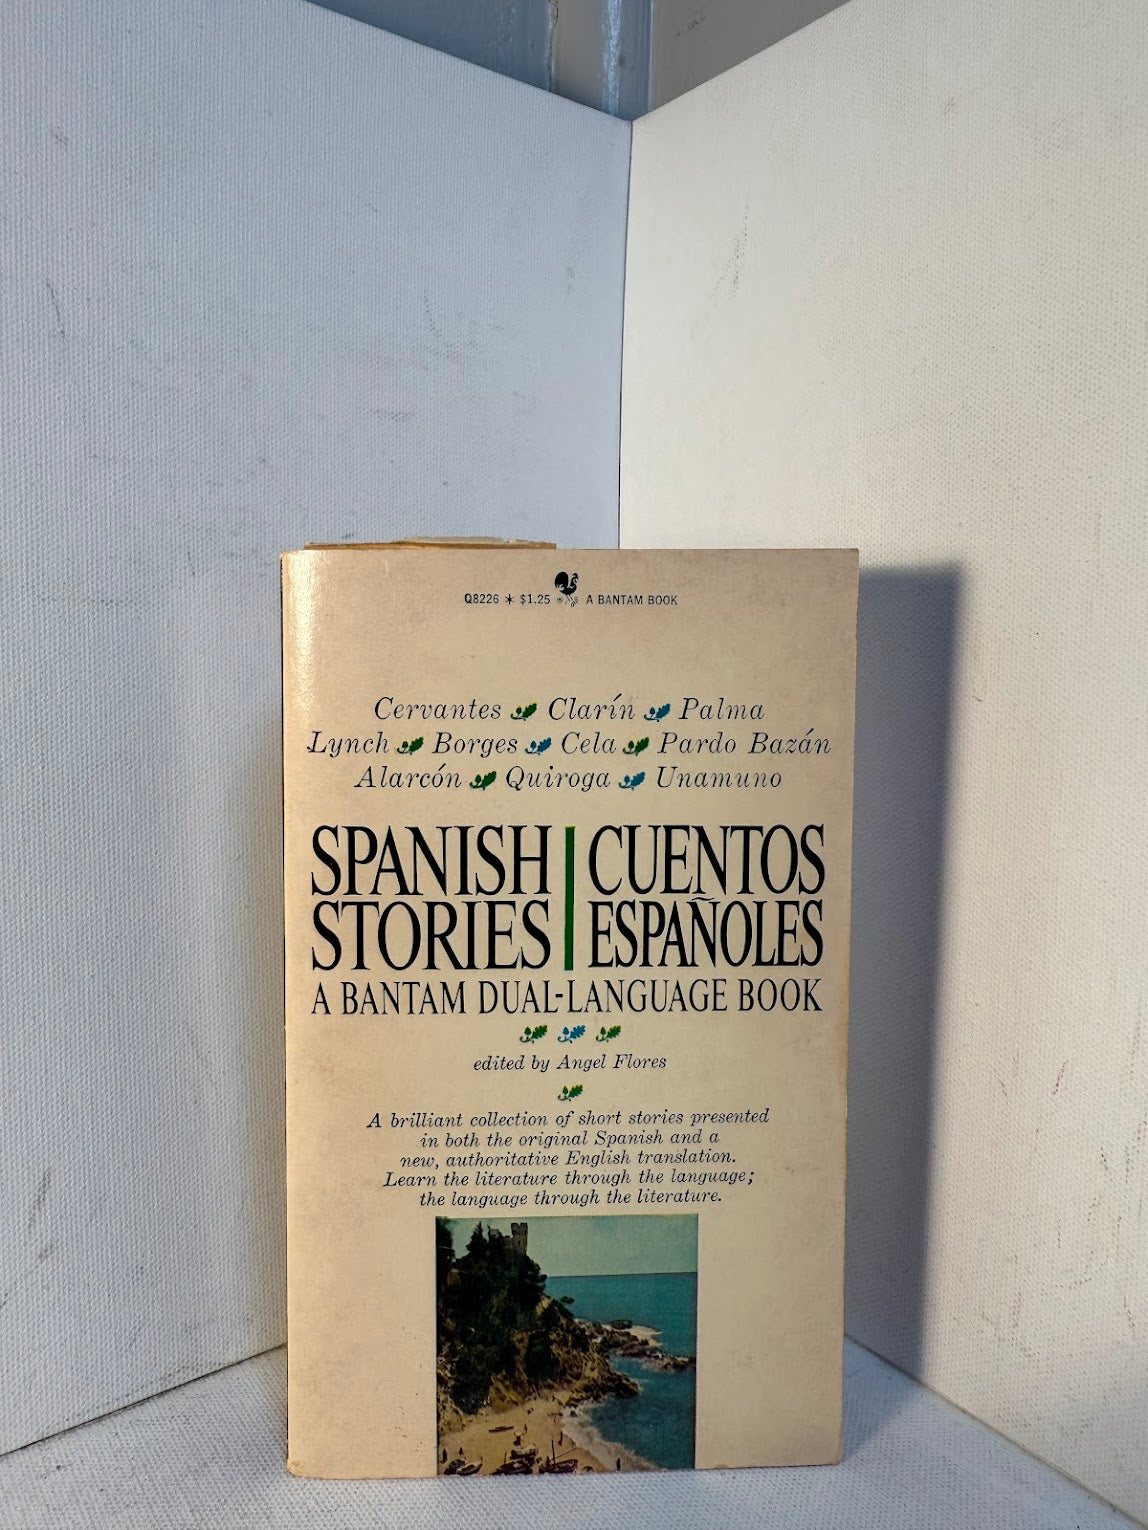 Q8226 * $1.25 A BANTAM BOOK
Cervantes Clarín Palma
Lynch Borges Cela Pardo Bazán
Alarcón Quiroga Unamuno
SPANISH CUENTOS
STORIES ESPAÑOLES
A BANTAM DUAL-LANGUAGE BOOK
edited by Angel Flores
A brilliant collection of short stories presented
in both the original Spanish and a
new, authoritative English translation.
Learn the literature through the language;
the language through the literature.